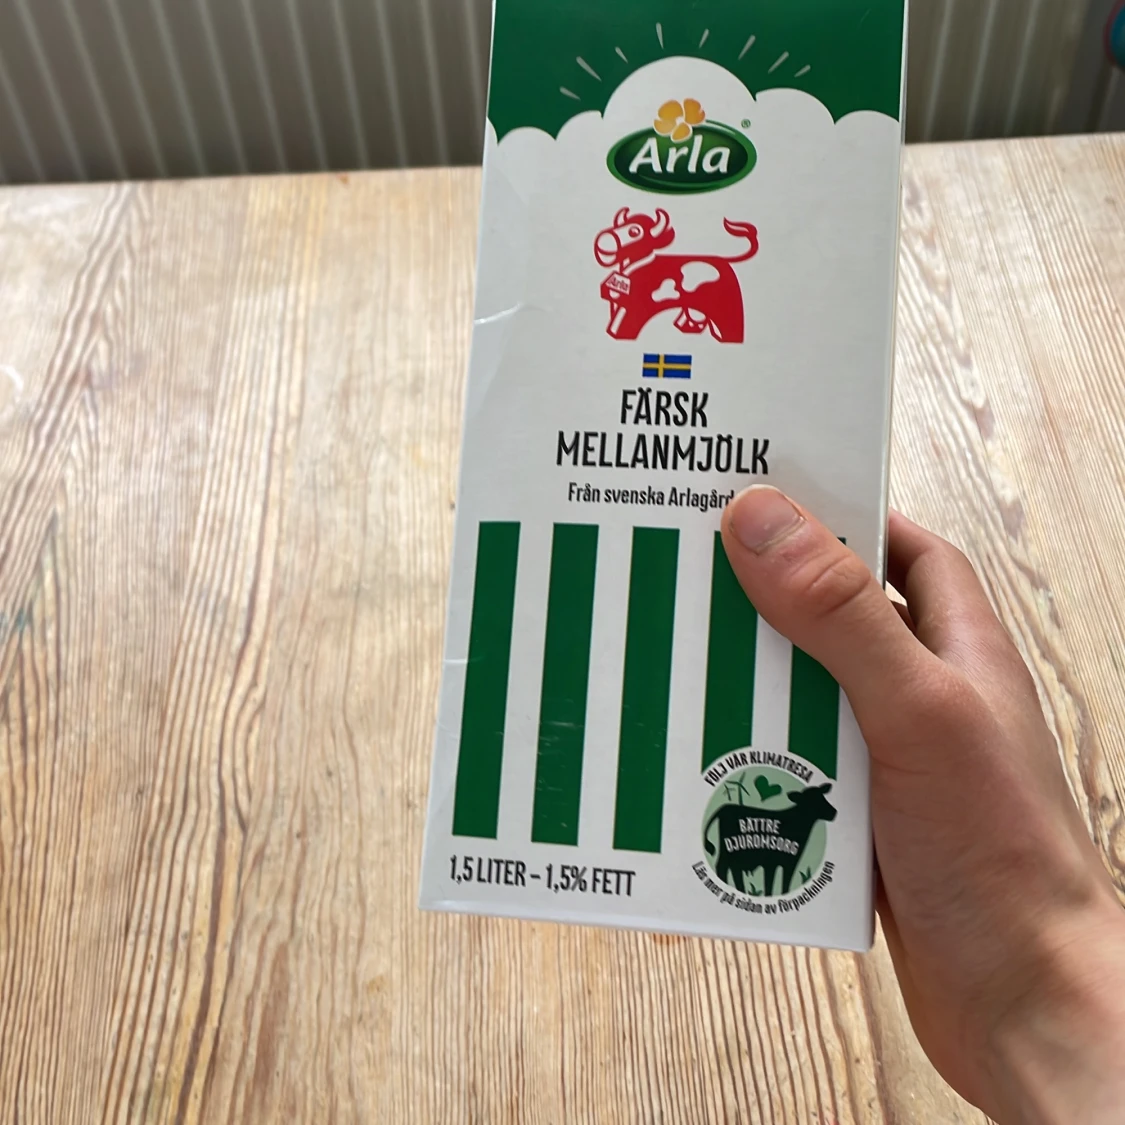 Arla
®
Arla
FÄRSK
MELLANMJÖLK
Från svenska
1,5 LITER – 1,5% FETT
FÖLJ VÅR KLIMATRESA
BÄTTRE
DJUROMSORG
Läs mer på sidan av förpackningen